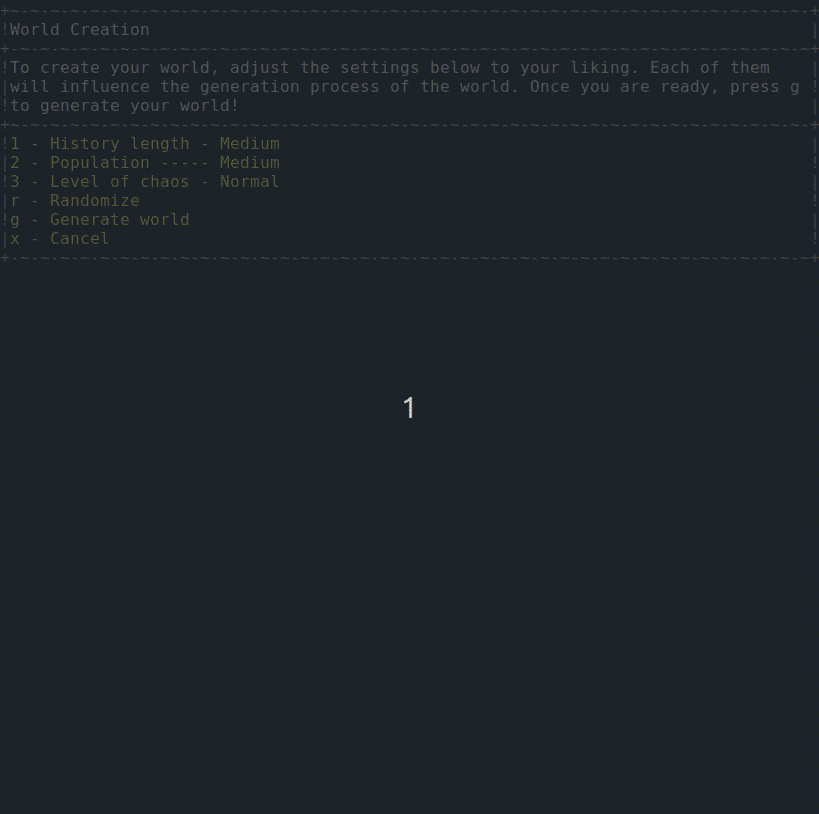 +~-~-~-~-~-~-~-~-~-~-~-~-~-~-~-~-~-~-~-~-~-~-~-~-~-~-~-~-~-~-~-~-~-~-~-~-~-~-~-~-+
!World Creation |
+~-~-~-~-~-~-~-~-~-~-~-~-~-~-~-~-~-~-~-~-~-~-~-~-~-~-~-~-~-~-~-~-~-~-~-~-~-~-~-~-+
!To create your world, adjust the settings below to your liking. Each of them |
|will influence the generation process of the world. Once you are ready, press g !
!to generate your world! |
+~-~-~-~-~-~-~-~-~-~-~-~-~-~-~-~-~-~-~-~-~-~-~-~-~-~-~-~-~-~-~-~-~-~-~-~-~-~-~-~-+
!1 - History length - Medium |
|2 - Population ----- Medium !
!3 - Level of chaos - Normal |
|r - Randomize !
!g - Generate world |
|x - Cancel !
+~-~-~-~-~-~-~-~-~-~-~-~-~-~-~-~-~-~-~-~-~-~-~-~-~-~-~-~-~-~-~-~-~-~-~-~-~-~-~-~-+
1